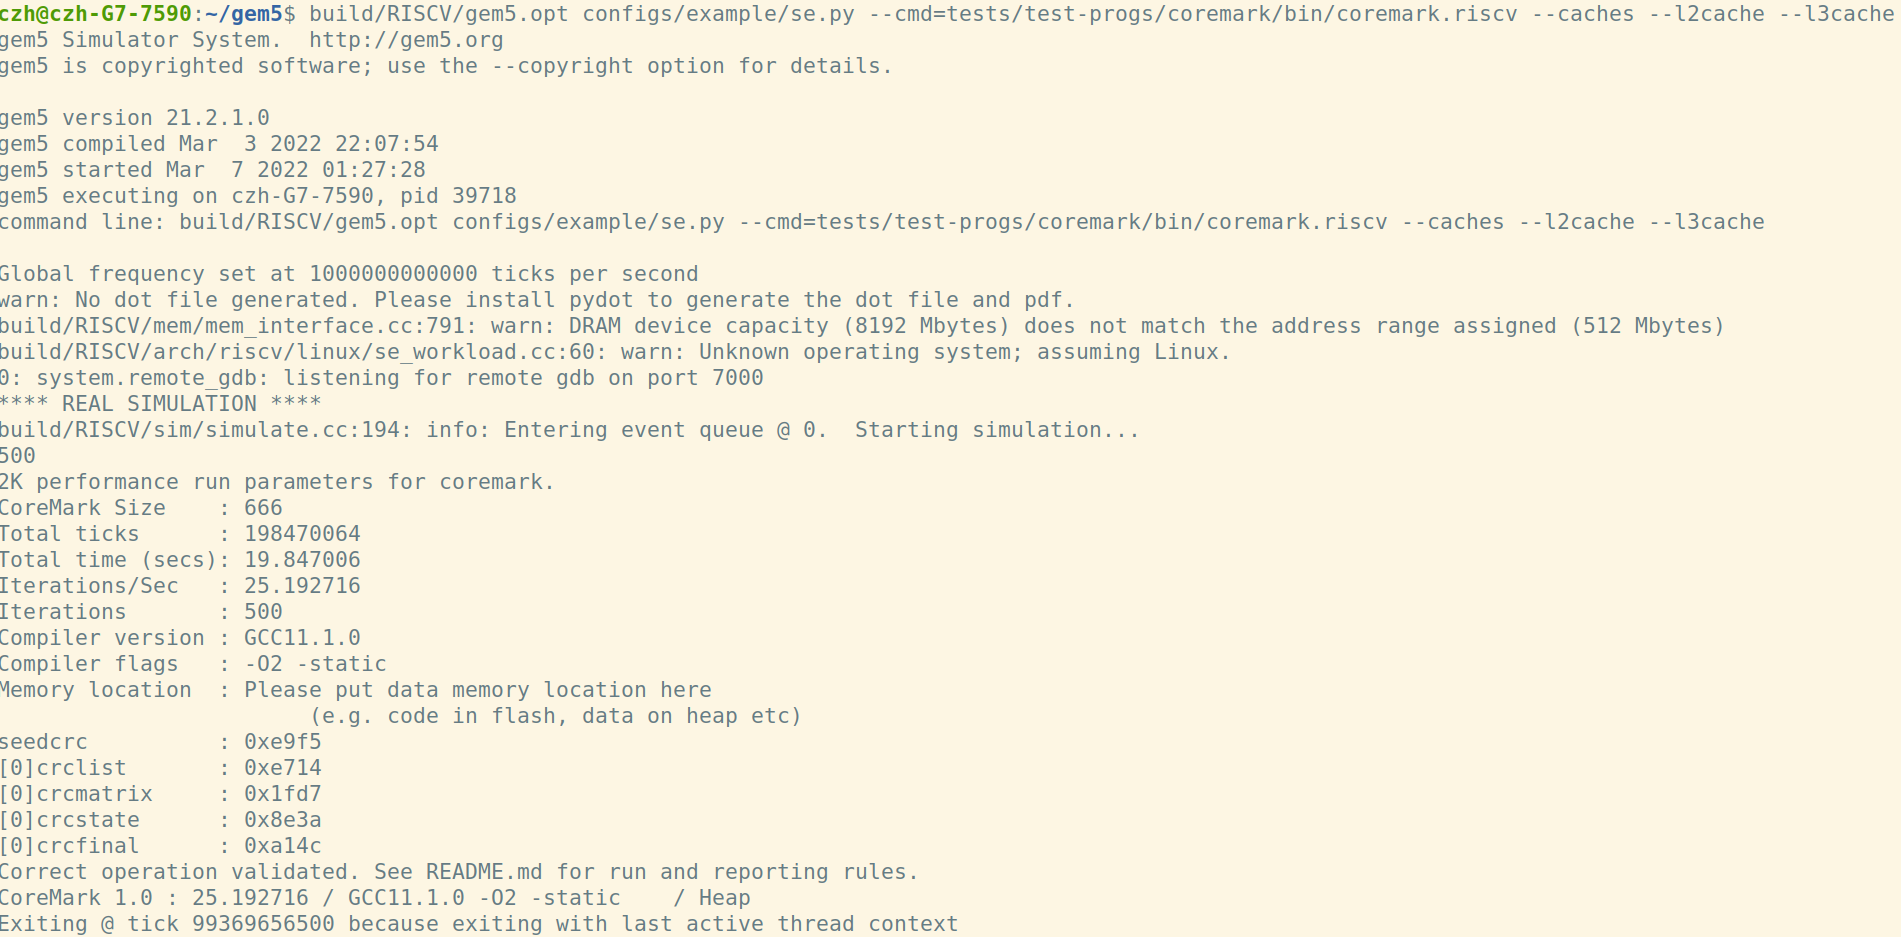 czh@czh-G7-7590:~/gem5$ build/RISCV/gem5.opt configs/example/se.py --cmd=tests/test-progs/coremark/bin/coremark.riscv --caches --l2cache --l3cache
gem5 Simulator System.  http://gem5.org
gem5 is copyrighted software; use the --copyright option for details.

gem5 version 21.2.1.0
gem5 compiled Mar  3 2022 22:07:54
gem5 started Mar  7 2022 01:27:28
gem5 executing on czh-G7-7590, pid 39718
command line: build/RISCV/gem5.opt configs/example/se.py --cmd=tests/test-progs/coremark/bin/coremark.riscv --caches --l2cache --l3cache

Global frequency set at 1000000000000 ticks per second
warn: No dot file generated. Please install pydot to generate the dot file and pdf.
build/RISCV/mem/mem_interface.cc:791: warn: DRAM device capacity (8192 Mbytes) does not match the address range assigned (512 Mbytes)
build/RISCV/arch/riscv/linux/se_workload.cc:60: warn: Unknown operating system; assuming Linux.
0: system.remote_gdb: listening for remote gdb on port 7000
**** REAL SIMULATION ****
build/RISCV/sim/simulate.cc:194: info: Entering event queue @ 0.  Starting simulation...
500
2K performance run parameters for coremark.
CoreMark Size    : 666
Total ticks      : 198470064
Total time (secs): 19.847006
Iterations/Sec   : 25.192716
Iterations       : 500
Compiler version : GCC11.1.0
Compiler flags   : -O2 -static
Memory location  : Please put data memory location here
                        (e.g. code in flash, data on heap etc)
seedcrc          : 0xe9f5
[0]crclist       : 0xe714
[0]crcmatrix     : 0x1fd7
[0]crcstate      : 0x8e3a
[0]crcfinal      : 0xa14c
Correct operation validated. See README.md for run and reporting rules.
CoreMark 1.0 : 25.192716 / GCC11.1.0 -O2 -static    / Heap
Exiting @ tick 99369656500 because exiting with last active thread context